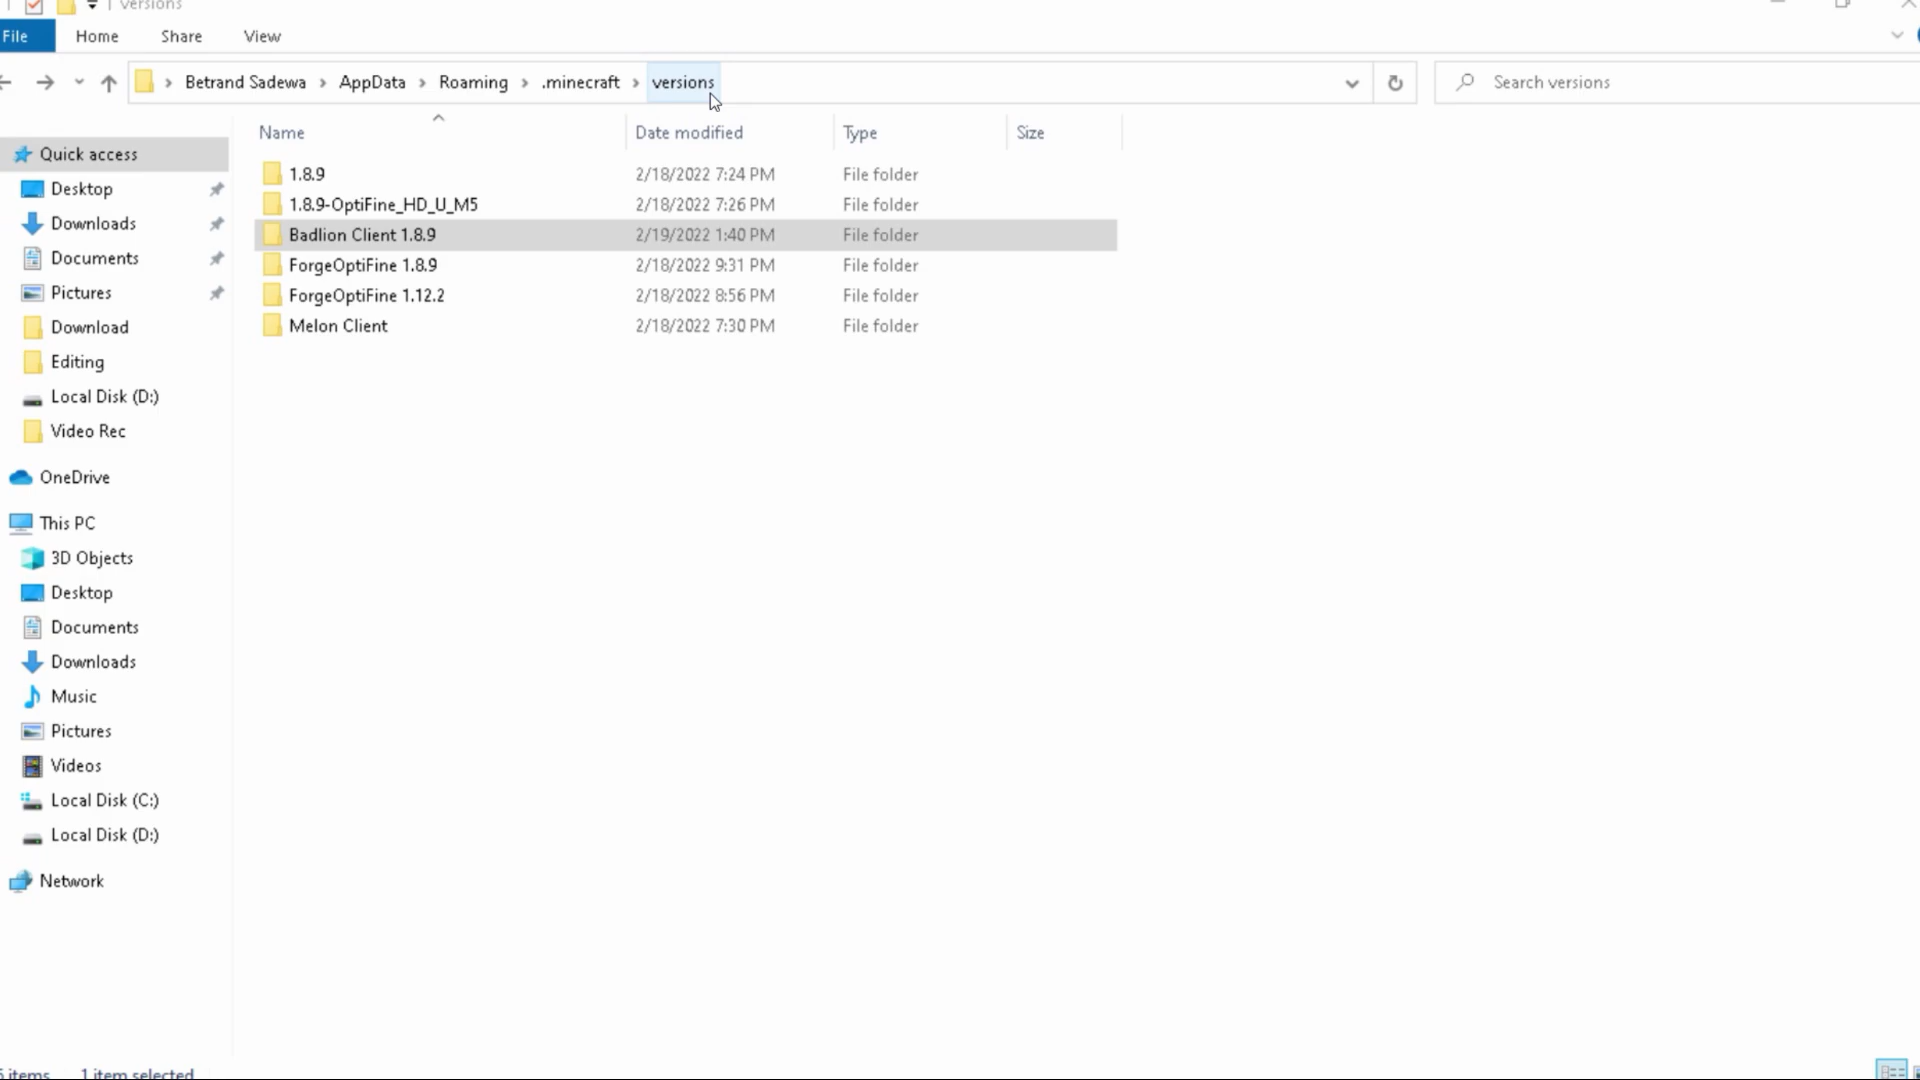 versions
File Home Share View
Betrand Sadewa AppData Roaming .minecraft versions Search versions
Name Date modified Type Size
Quick access
Desktop
Downloads
Documents
Pictures
Download
Editing
Local Disk (D:)
Video Rec
OneDrive
This PC
3D Objects
Desktop
Documents
Downloads
Music
Pictures
Videos
Local Disk (C:)
Local Disk (D:)
Network
1.8.9 2/18/2022 7:24 PM File folder
1.8.9-OptiFine_HD_U_M5 2/18/2022 7:26 PM File folder
Badlion Client 1.8.9 2/19/2022 1:40 PM File folder
ForgeOptiFine 1.8.9 2/18/2022 9:31 PM File folder
ForgeOptiFine 1.12.2 2/18/2022 8:56 PM File folder
Melon Client 2/18/2022 7:30 PM File folder
items 1 item selected